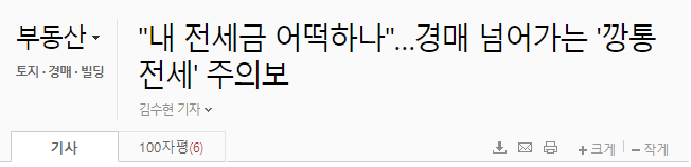 부동산
토지 · 경매 · 빌딩
"내 전세금 어떡하나"...경매 넘어가는 '깡통
전세' 주의보
김수현 기자
기사
100자평(6)
+ 크게
− 작게